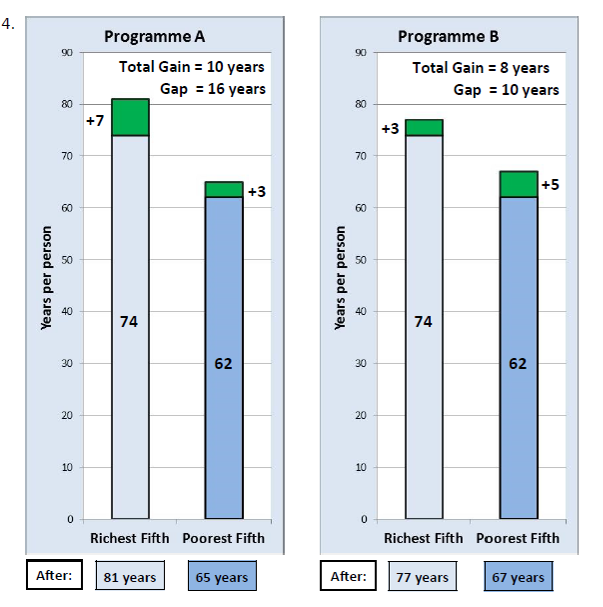 4.
Programme A
Total Gain = 10 years
Gap = 16 years
90
80
70
60
50
40
30
20
10
0
Years per person
+7
+3
74
62
Richest Fifth Poorest Fifth
After: 81 years 65 years
Programme B
Total Gain = 8 years
Gap = 10 years
90
80
70
60
50
40
30
20
10
0
Years per person
+3
+5
74
62
Richest Fifth Poorest Fifth
After: 77 years 67 years